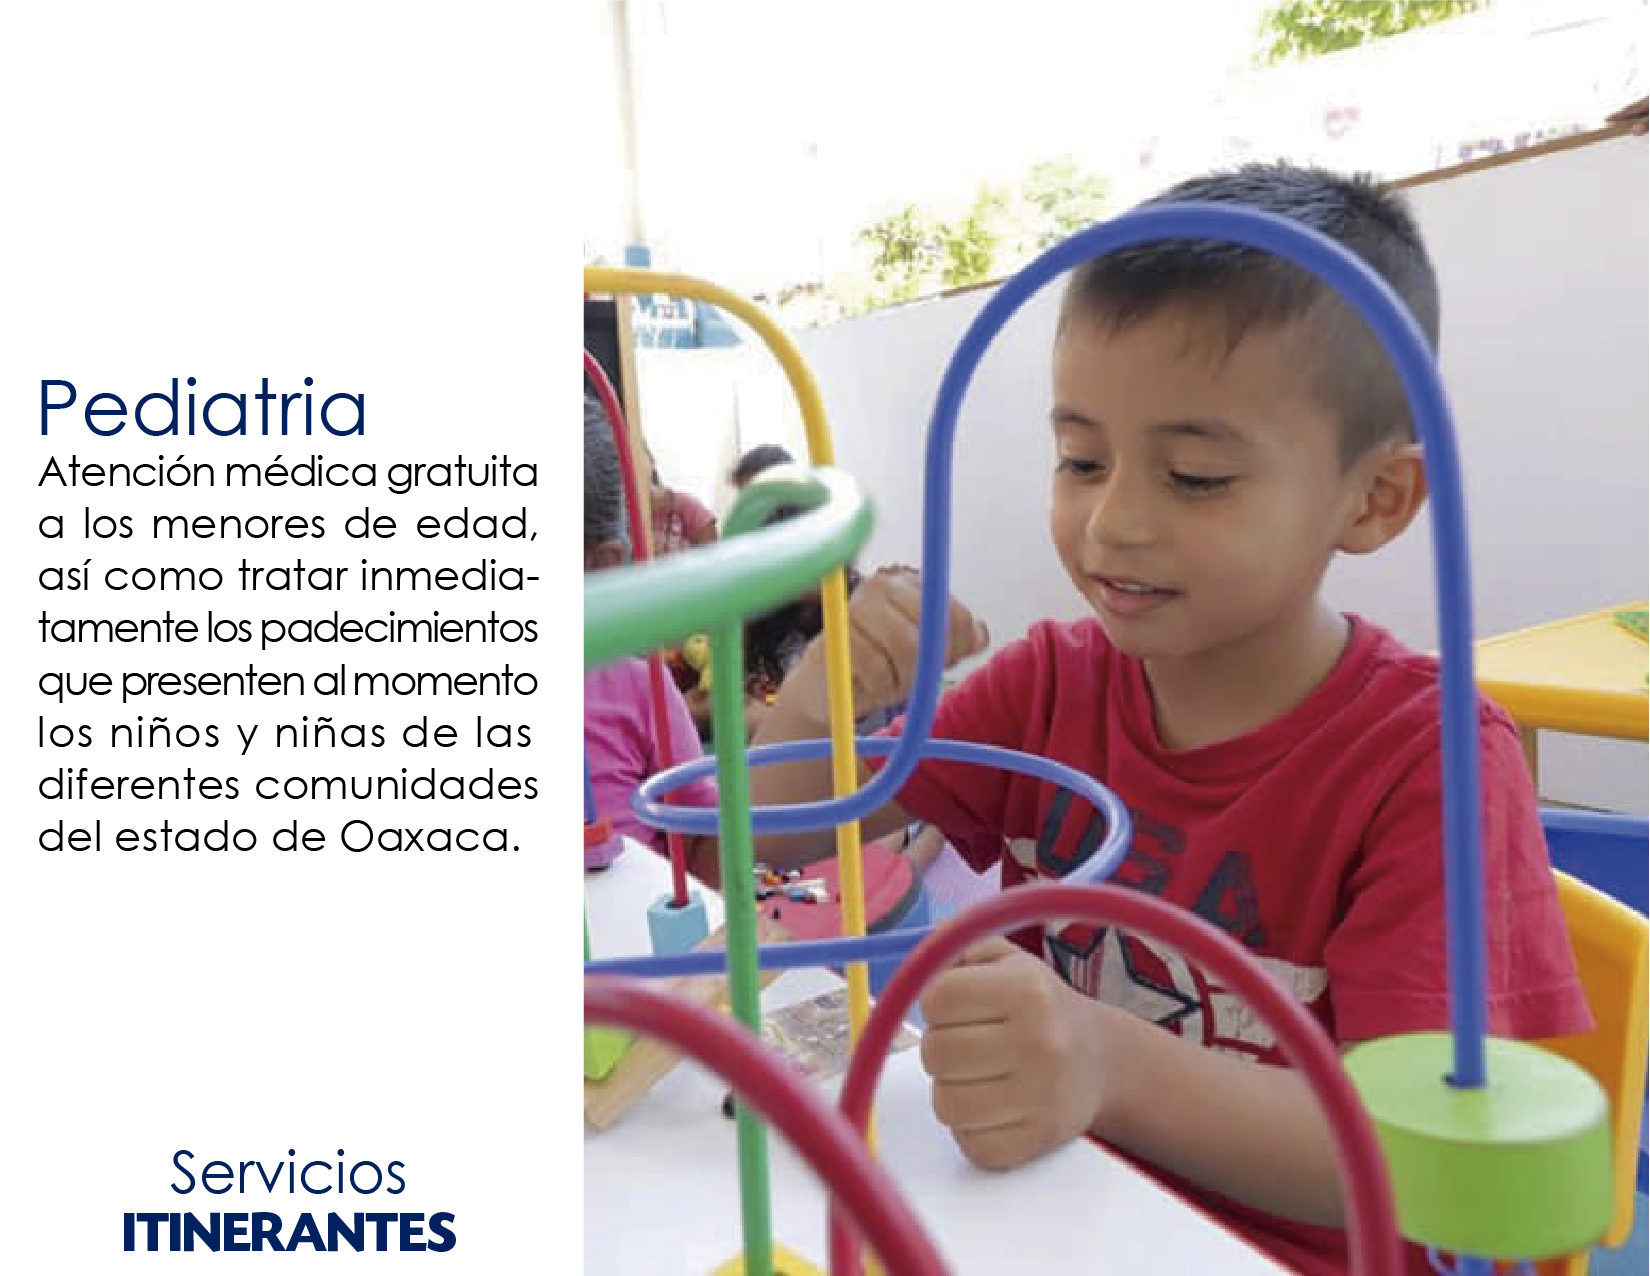 Pediatria
Atención médica gratuita
a los menores de edad,
así como tratar inmedia-
tamente los padecimientos
que presenten al momento
los niños y niñas de las
diferentes comunidades
del estado de Oaxaca.
Servicios
ITINERANTES
USA